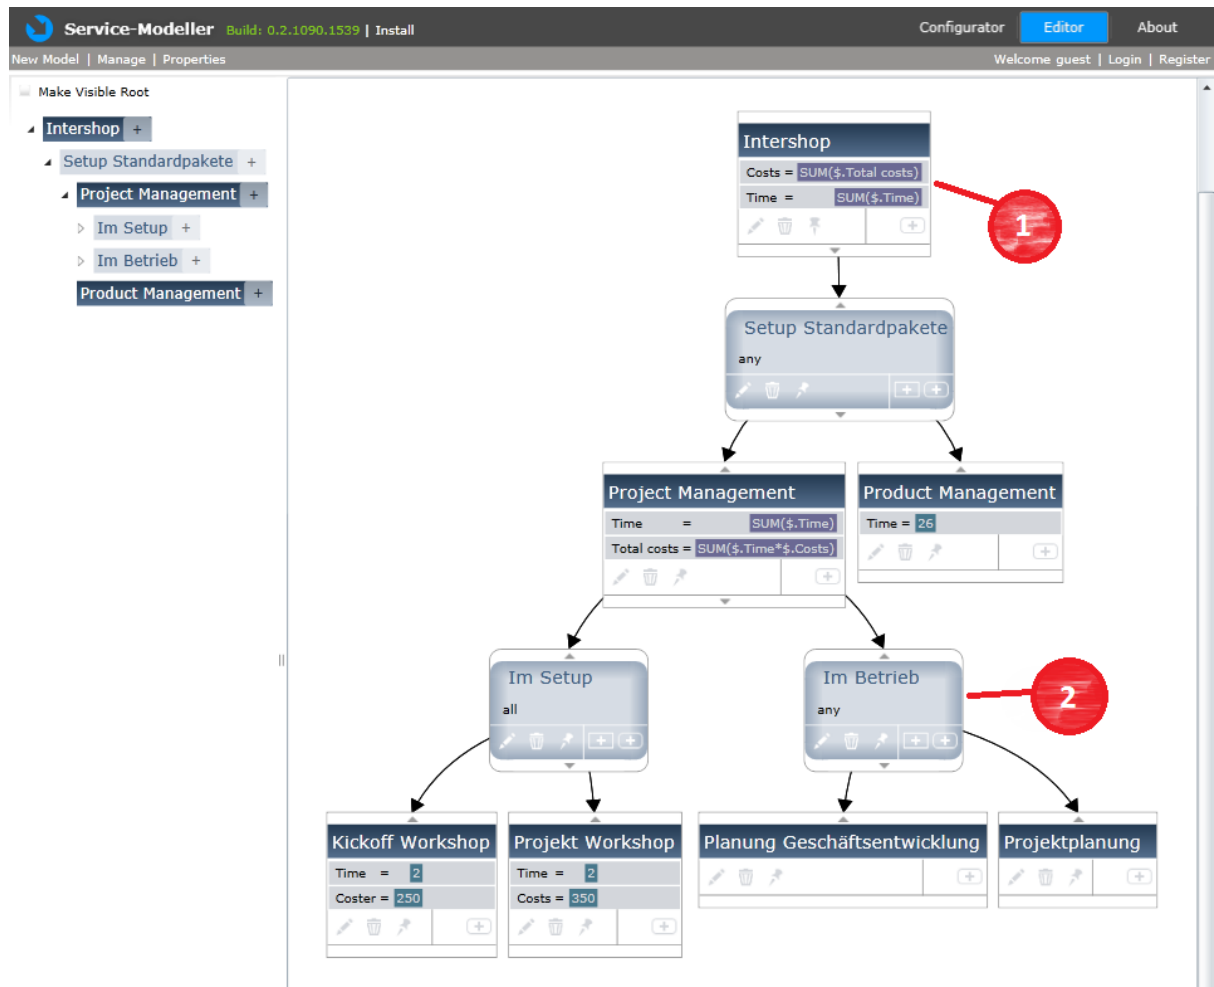 Service-Modeller Build: 0.2.1090.1539 | Install
Configurator Editor About
New Model | Manage | Properties
Welcome guest | Login | Register
Make Visible Root
Intershop +
Setup Standardpakete +
Project Management +
Im Setup +
Im Betrieb +
Product Management +
Intershop
Costs = SUM($.Total costs)
Time = SUM($.Time)
1
Setup Standardpakete
any
Project Management
Time = SUM($.Time)
Total costs = SUM($.Time*$.Costs)
Product Management
Time = 26
Im Setup
all
Im Betrieb
any
2
Kickoff Workshop
Time = 2
Coster = 250
Projekt Workshop
Time = 2
Costs = 350
Planung Geschäftsentwicklung
Projektplanung